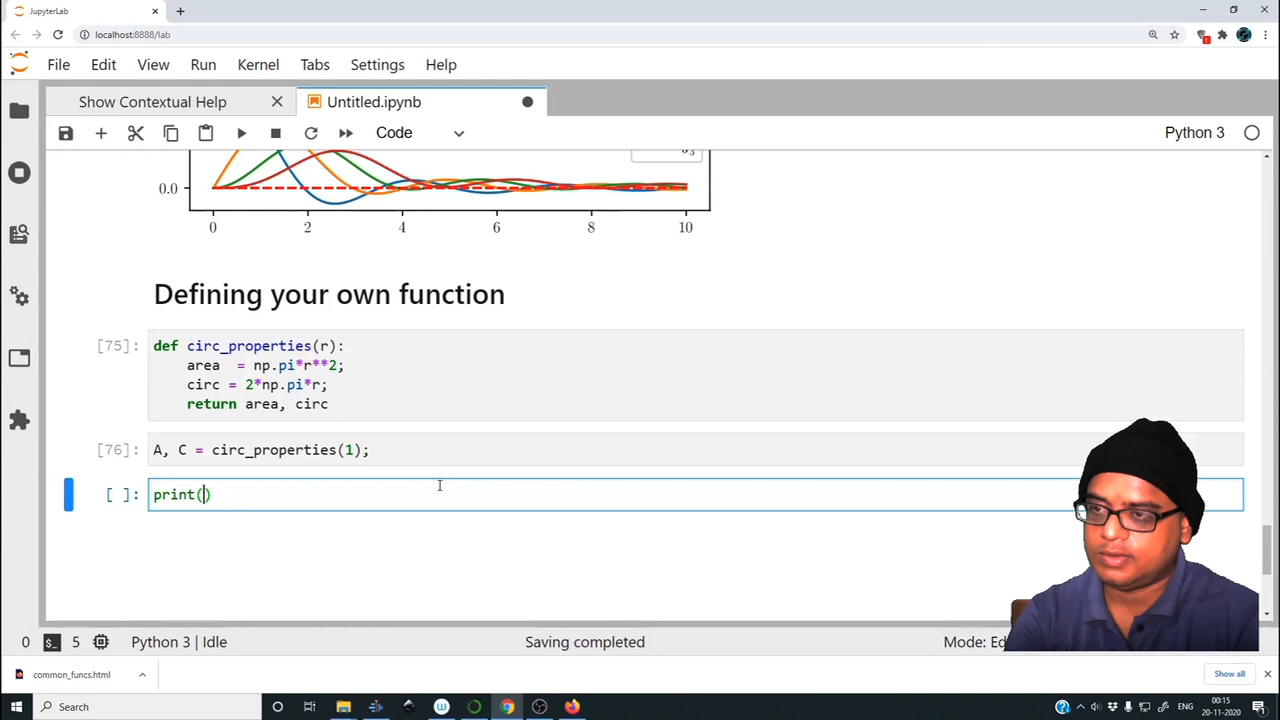 JupyterLab
localhost:8888/lab
File Edit View Run Kernel Tabs Settings Help
Show Contextual Help
Untitled.ipynb
Code
Python 3
0.0
0 2 4 6 8 10
Defining your own function
[75]: def circ_properties(r):
area = np.pi*r**2;
circ = 2*np.pi*r;
return area, circ
[76]: A, C = circ_properties(1);
[ ]: print()
0 5 Python 3 | Idle Saving completed Mode:
common_funcs.html
Show all
Search
ENG
00:15
20-11-2020